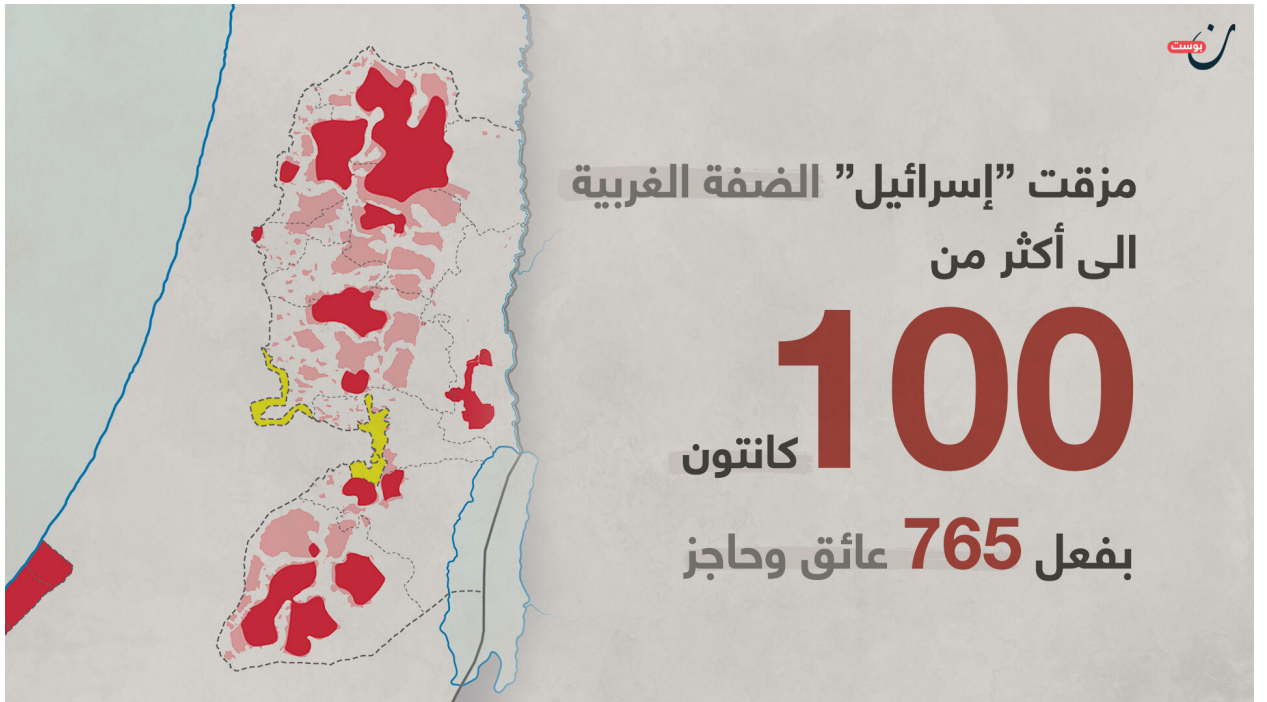 ن بوست
مزقت "إسرائيل" الضفة الغربية
الى أكثر من
100 كانتون
بفعل 765 عائق وحاجز